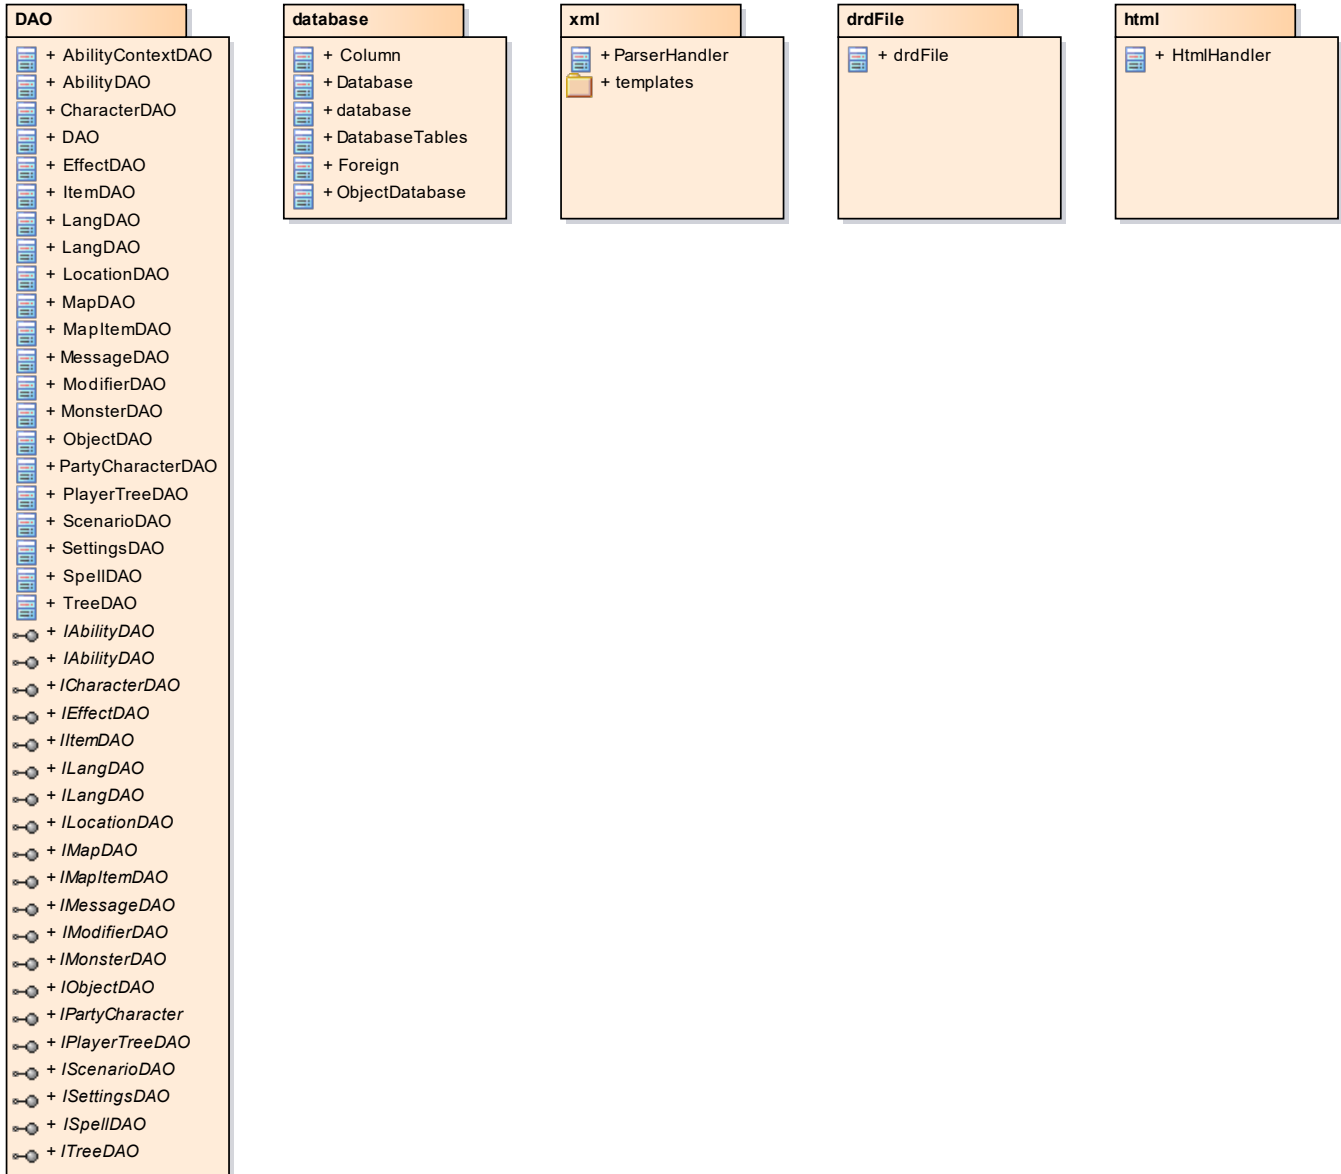 DAO
+ AbilityContextDAO
+ AbilityDAO
+ CharacterDAO
+ DAO
+ EffectDAO
+ ItemDAO
+ LangDAO
+ LangDAO
+ LocationDAO
+ MapDAO
+ MapItemDAO
+ MessageDAO
+ ModifierDAO
+ MonsterDAO
+ ObjectDAO
+ PartyCharacterDAO
+ PlayerTreeDAO
+ ScenarioDAO
+ SettingsDAO
+ SpellDAO
+ TreeDAO
+ IAbilityDAO
+ IAbilityDAO
+ ICharacterDAO
+ IEffectDAO
+ IItemDAO
+ ILangDAO
+ ILangDAO
+ ILocationDAO
+ IMapDAO
+ IMapItemDAO
+ IMessageDAO
+ IModifierDAO
+ IMonsterDAO
+ IObjectDAO
+ IPartyCharacter
+ IPlayerTreeDAO
+ IScenarioDAO
+ ISettingsDAO
+ ISpellDAO
+ ITreeDAO
database
+ Column
+ Database
+ database
+ DatabaseTables
+ Foreign
+ ObjectDatabase
xml
+ ParserHandler
+ templates
drdFile
+ drdFile
html
+ HtmlHandler